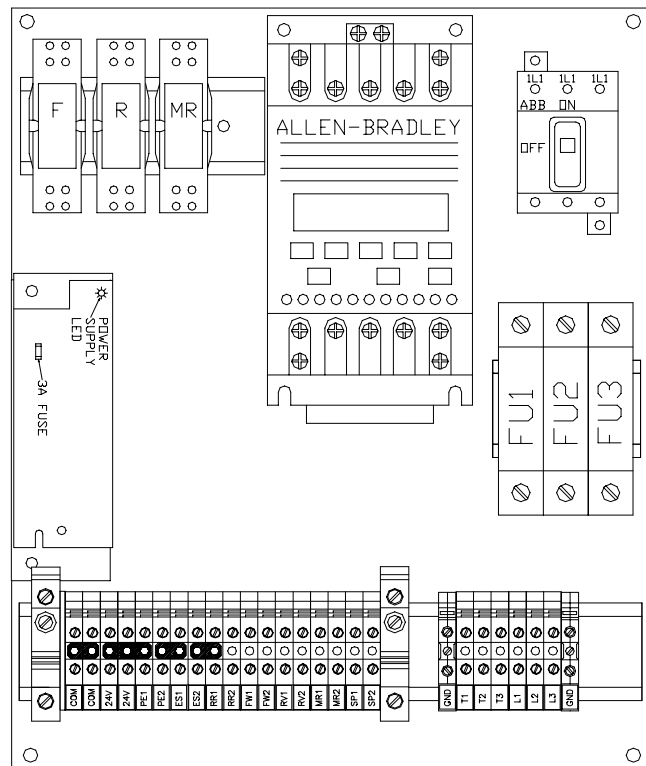 F R MR
ALLEN-BRADLEY
1L1 1L1 1L1
ABB ON
OFF
POWER
SUPPLY
LED
3A FUSE
FU1 FU2 FU3
COM COM 24V 24V PE1 PE2 ES1 ES2 RR1 RR2 FW1 FW2 RV1 RV2 MR1 MR2 SP1 SP2
GND T1 T2 T3 L1 L2 L3 GND